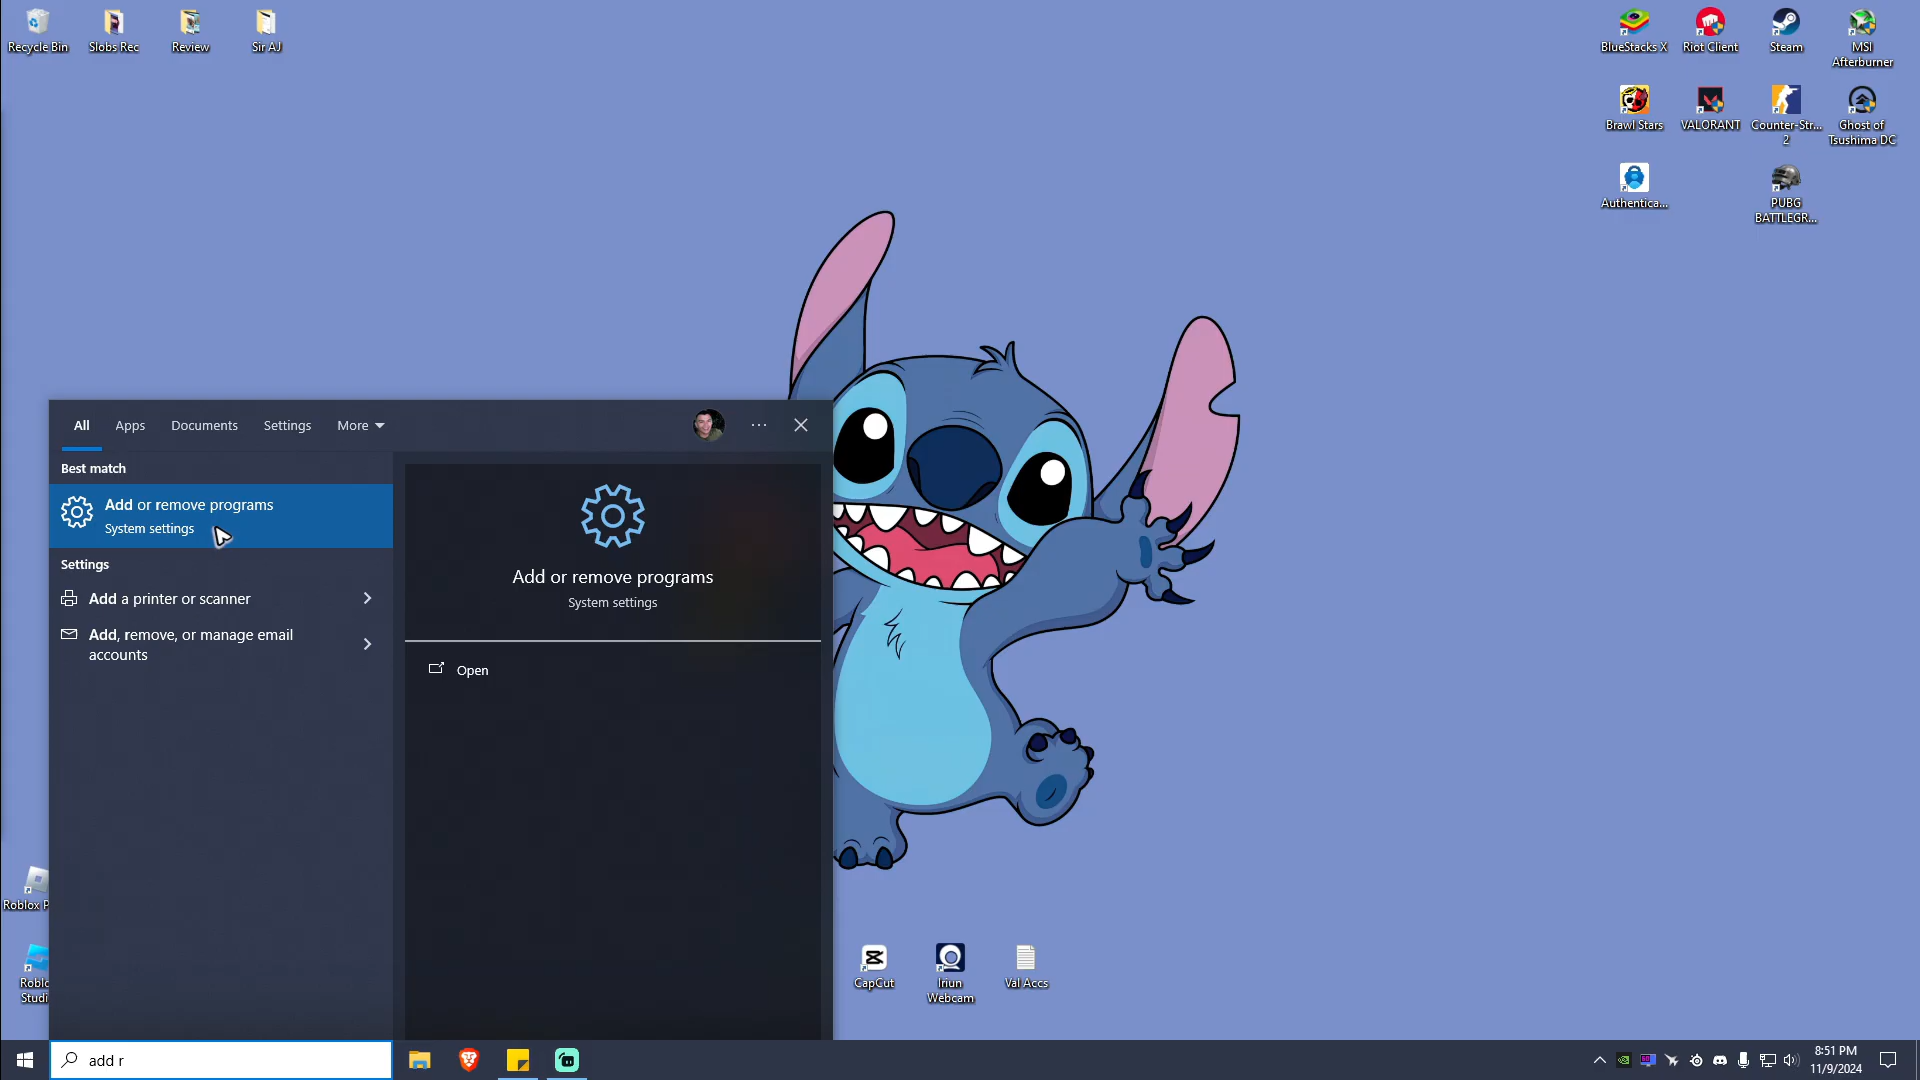 Recycle Bin
Slobs Rec
Review
Sir AJ
BlueStacks X
Riot Client
Steam
MSI
Afterburner
Brawl Stars
VALORANT
Counter-Str...
2
Ghost of
Tsushima DC
Authentica...
PUBG
BATTLEGR...
All
Apps
Documents
Settings
More
Best match
Add or remove programs
System settings
Settings
Add a printer or scanner
Add, remove, or manage email
accounts
Add or remove programs
System settings
Open
Roblox P
Roblo
Studi
CapCut
Iriun
Webcam
Val Accs
add r
8:51 PM
11/9/2024